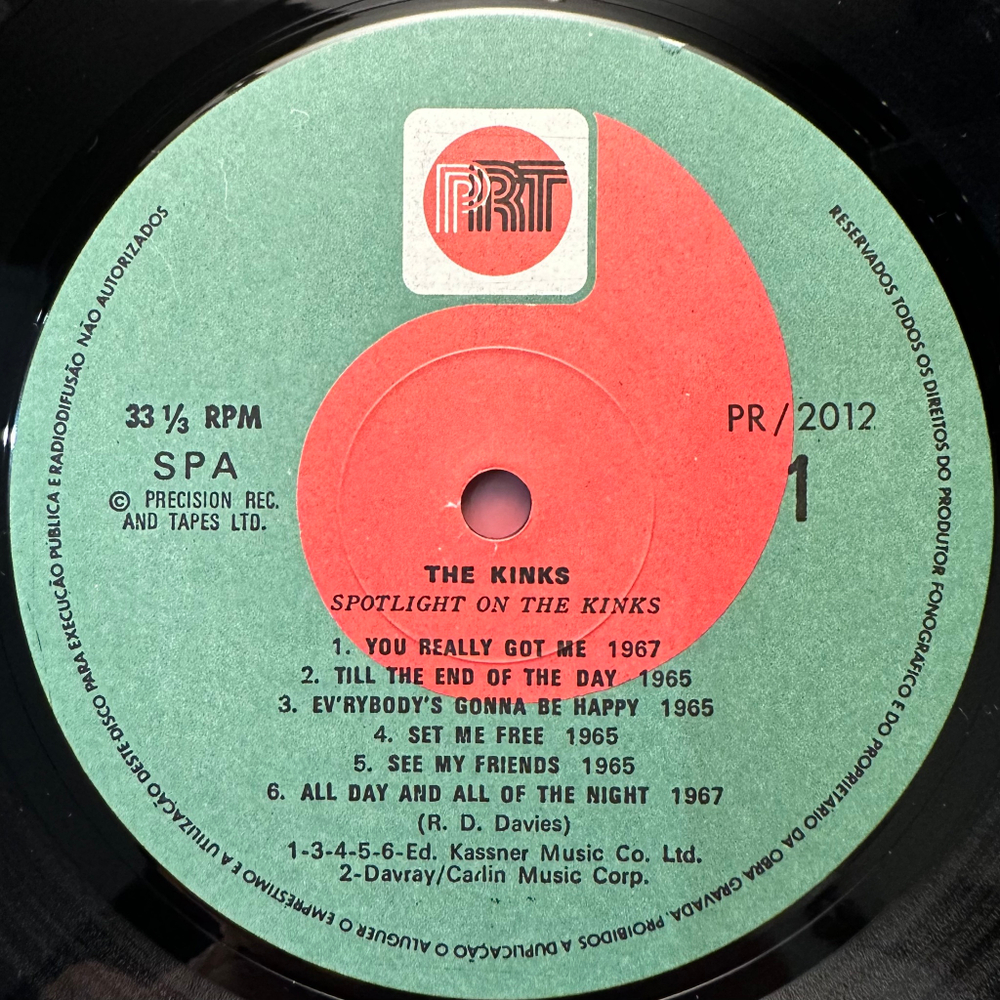 PRT
RESERVADOS TODOS OS DIREITOS DO PRODUTOR FONOGRÁFICO E DO PROPRIETÁRIO DA OBRA GRAVADA. PROIBIDOS A DUPLICAÇÃO O ALUGUER O EMPRÉSTIMO E A UTILIZAÇÃO DESTE DISCO PARA EXECUÇÃO PÚBLICA E RADIODIFUSÃO NÃO AUTORIZADOS
33 1/3 RPM
SPA
© PRECISION REC.
AND TAPES LTD.
PR/2012
1
THE KINKS
SPOTLIGHT ON THE KINKS
1. YOU REALLY GOT ME 1967
2. TILL THE END OF THE DAY 1965
3. EV'RYBODY'S GONNA BE HAPPY 1965
4. SET ME FREE 1965
5. SEE MY FRIENDS 1965
6. ALL DAY AND ALL OF THE NIGHT 1967
(R. D. Davies)
1-3-4-5-6-Ed. Kassner Music Co. Ltd.
2-Davray/Carlin Music Corp.